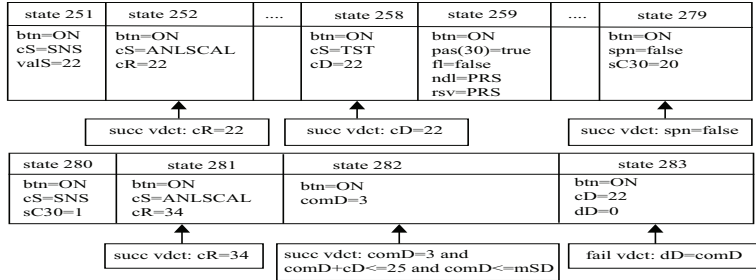 state 251 state 252 .... state 258 state 259 .... state 279
btn=ON btn=ON btn=ON btn=ON btn=ON
cS=SNS cS=ANLSCAL cS=TST pas(30)=true spn=false
valS=22 cR=22 cD=22 fl=false sC30=20
ndl=PRS
rsv=PRS
succ vdct: cR=22 succ vdct: cD=22 succ vdct: spn=false
state 280 state 281 state 282 state 283
btn=ON btn=ON btn=ON btn=ON
cS=SNS cS=ANLSCAL comD=3 cD=22
sC30=1 cR=34 dD=0
succ vdct: cR=34 succ vdct: comD=3 and fail vdct: dD=comD
comD+cD<=25 and comD<=mSD